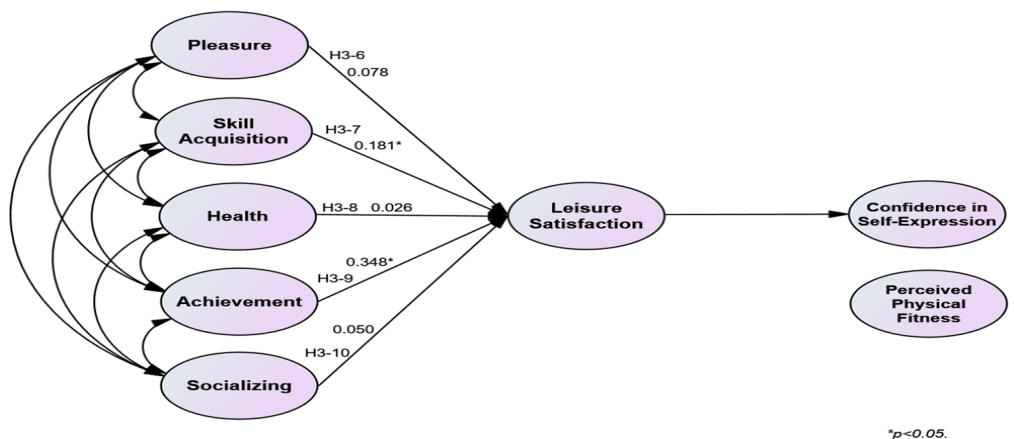 Pleasure
H3-6
0.078
Skill
Acquisition
H3-7
0.181*
Health
H3-8 0.026
Leisure
Satisfaction
Confidence in
Self-Expression
Achievement
0.348*
H3-9
Perceived
Physical
Fitness
0.050
H3-10
Socializing
*p<0.05.